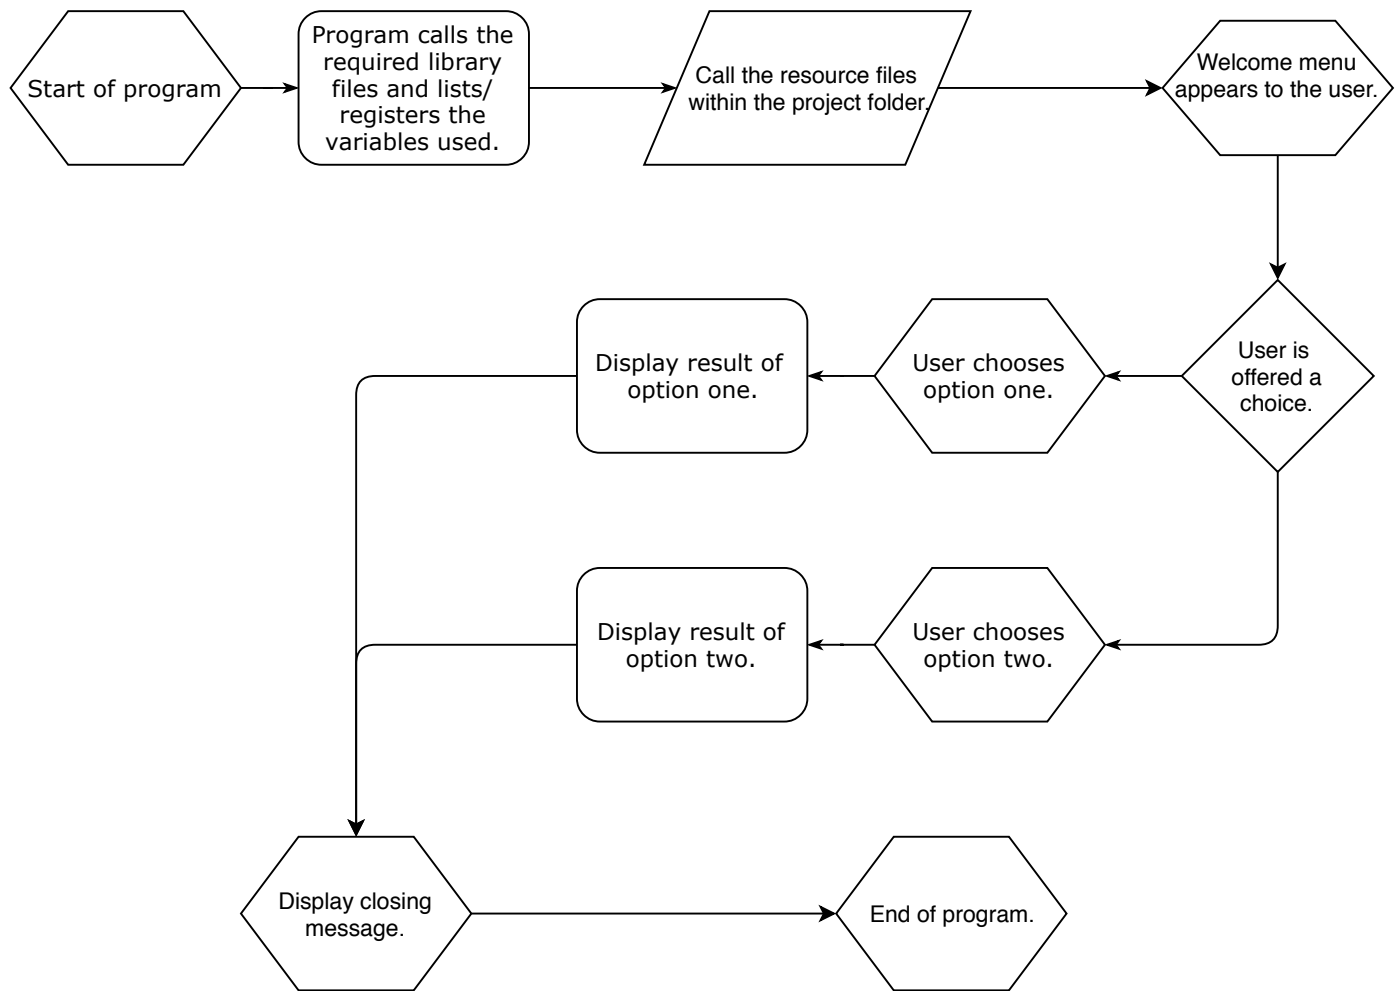 Start of program
Program calls the
required library
files and lists/
registers the
variables used.
Call the resource files
within the project folder.
Welcome menu
appears to the user.
User is
offered a
choice.
User chooses
option one.
Display result of
option one.
User chooses
option two.
Display result of
option two.
Display closing
message.
End of program.